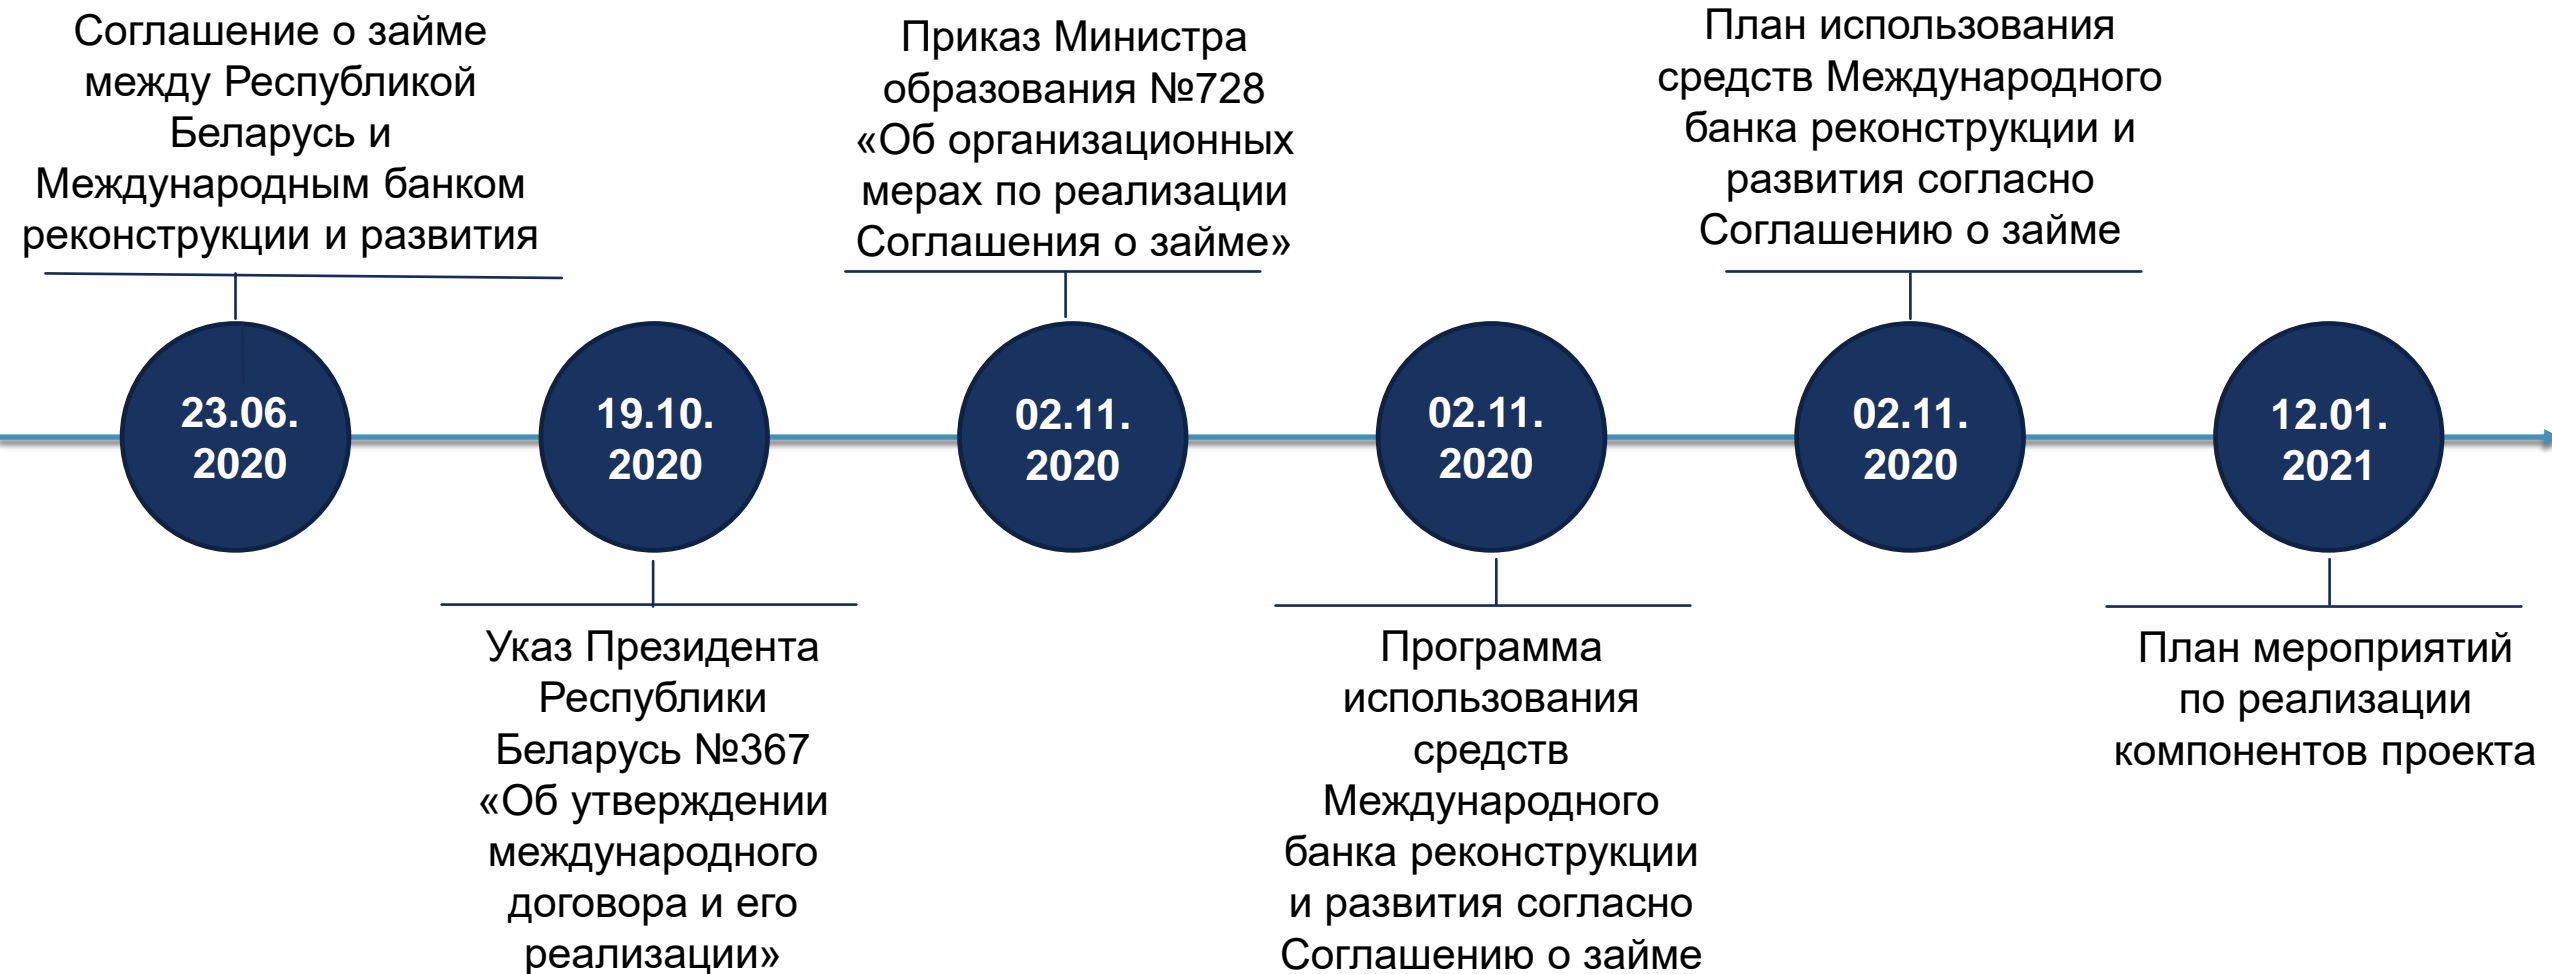 Соглашение о займе
между Республикой
Беларусь и
Международным банком
реконструкции и развития
Приказ Министра
образования №728
«Об организационных
мерах по реализации
Соглашения о займе»
План использования
средств Международного
банка реконструкции и
развития согласно
Соглашению о займе
23.06.
2020
19.10.
2020
02.11.
2020
02.11.
2020
02.11.
2020
12.01.
2021
Указ Президента
Республики
Беларусь №367
«Об утверждении
международного
договора и его
реализации»
Программа
использования
средств
Международного
банка реконструкции
и развития согласно
Соглашению о займе
План мероприятий
по реализации
компонентов проекта